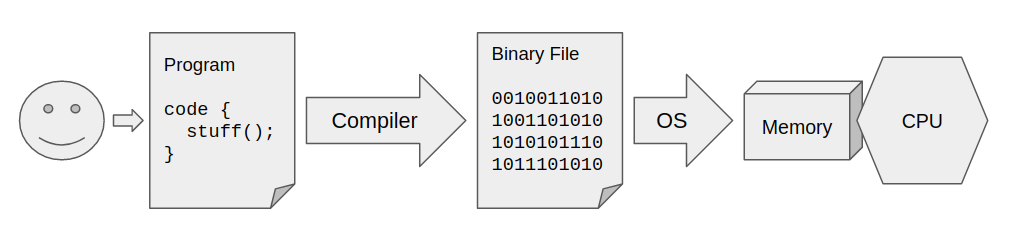 Program
code {
  stuff();
}
Compiler
Binary File
0010011010
1001101010
1010101110
1011101010
OS
Memory
CPU